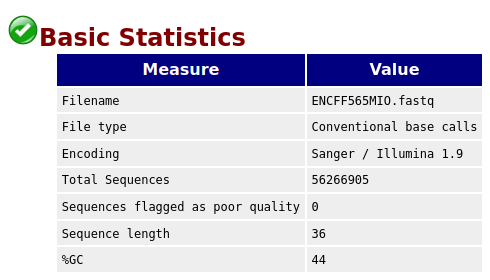 Basic Statistics
Measure Value
Filename ENCFF565MIO.fastq
File type Conventional base calls
Encoding Sanger / Illumina 1.9
Total Sequences 56266905
Sequences flagged as poor quality 0
Sequence length 36
%GC 44